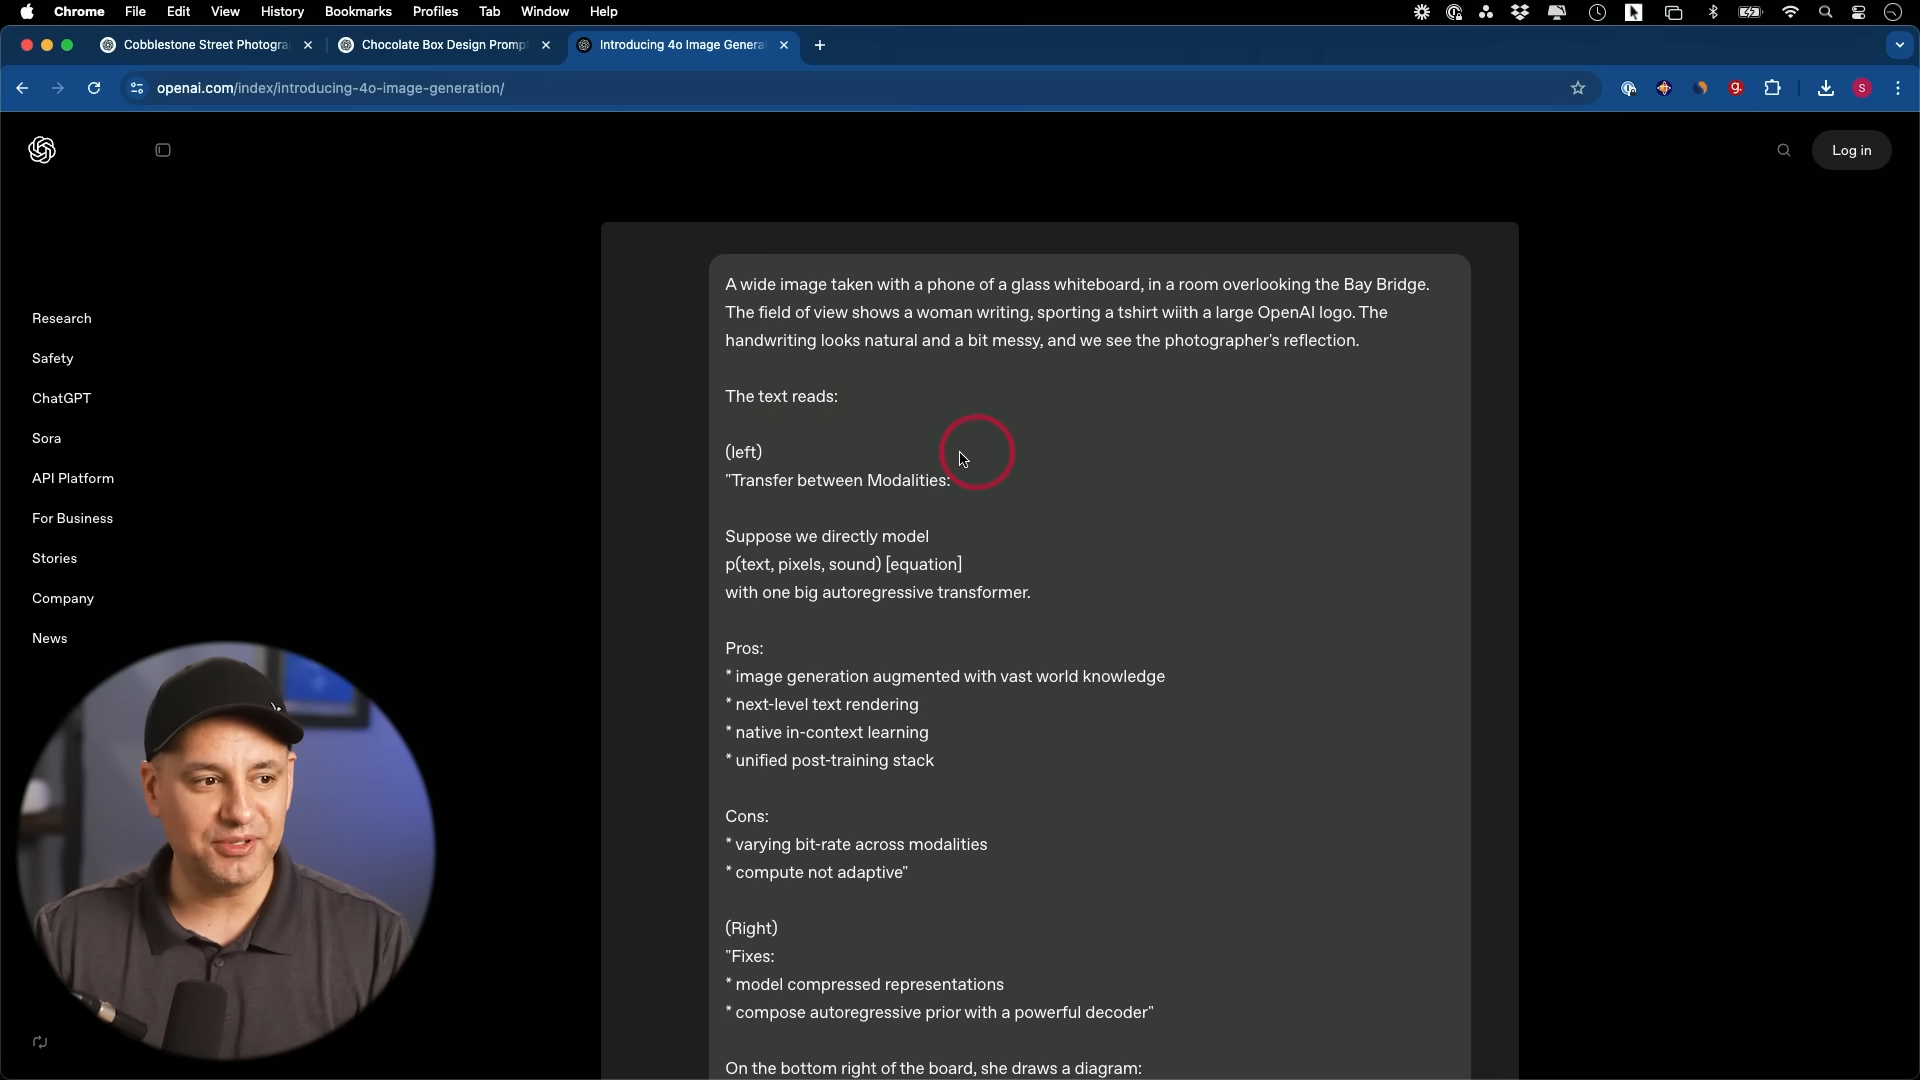 Chrome File Edit View History Bookmarks Profiles Tab Window Help
Cobblestone Street Photogra
Chocolate Box Design Promp
Introducing 4o Image Genera
openai.com/index/introducing-4o-image-generation/
g.
S
Log in
Research
Safety
ChatGPT
Sora
API Platform
For Business
Stories
Company
News
A wide image taken with a phone of a glass whiteboard, in a room overlooking the Bay Bridge.
The field of view shows a woman writing, sporting a tshirt wiith a large OpenAI logo. The
handwriting looks natural and a bit messy, and we see the photographer's reflection.
The text reads:
(left)
"Transfer between Modalities:
Suppose we directly model
p(text, pixels, sound) [equation]
with one big autoregressive transformer.
Pros:
* image generation augmented with vast world knowledge
* next-level text rendering
* native in-context learning
* unified post-training stack
Cons:
* varying bit-rate across modalities
* compute not adaptive"
(Right)
"Fixes:
* model compressed representations
* compose autoregressive prior with a powerful decoder"
On the bottom right of the board, she draws a diagram: